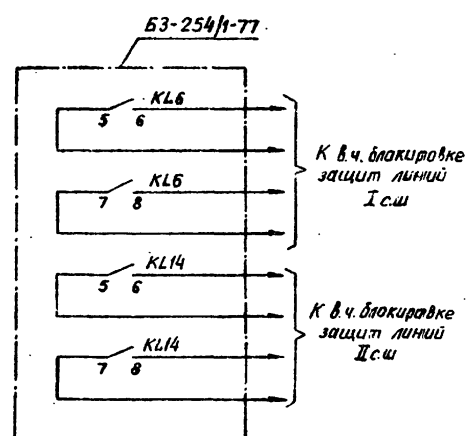 БЗ-254/1-77
KL6
5 6
KL6
7 8
К в.ч. блокировке
защит линий
I с.ш
KL14
5 6
KL14
7 8
К в.ч. блокировке
защит линий
II с.ш